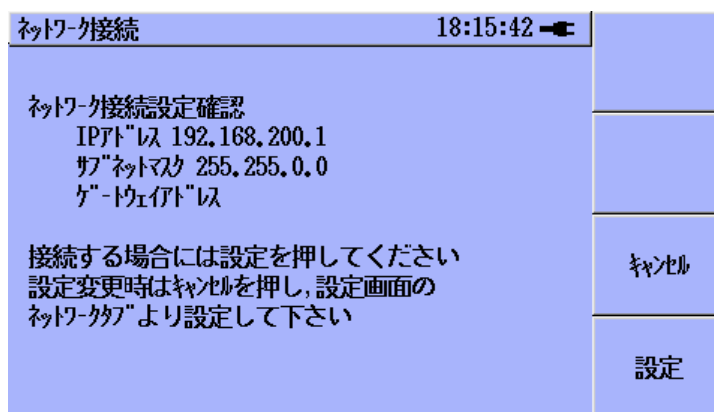 ﾈｯﾄﾜｰｸ接続 18:15:42
ﾈｯﾄﾜｰｸ接続設定確認
IPｱﾄﾞﾚｽ 192.168.200.1
ｻﾌﾞﾈｯﾄﾏｽｸ 255.255.0.0
ｹﾞｰﾄｳｪｲｱﾄﾞﾚｽ
接続する場合には設定を押してください
設定変更時はｷｬﾝｾﾙを押し,設定画面の
ﾈｯﾄﾜｰｸﾀﾌﾞより設定して下さい
ｷｬﾝｾﾙ
設定